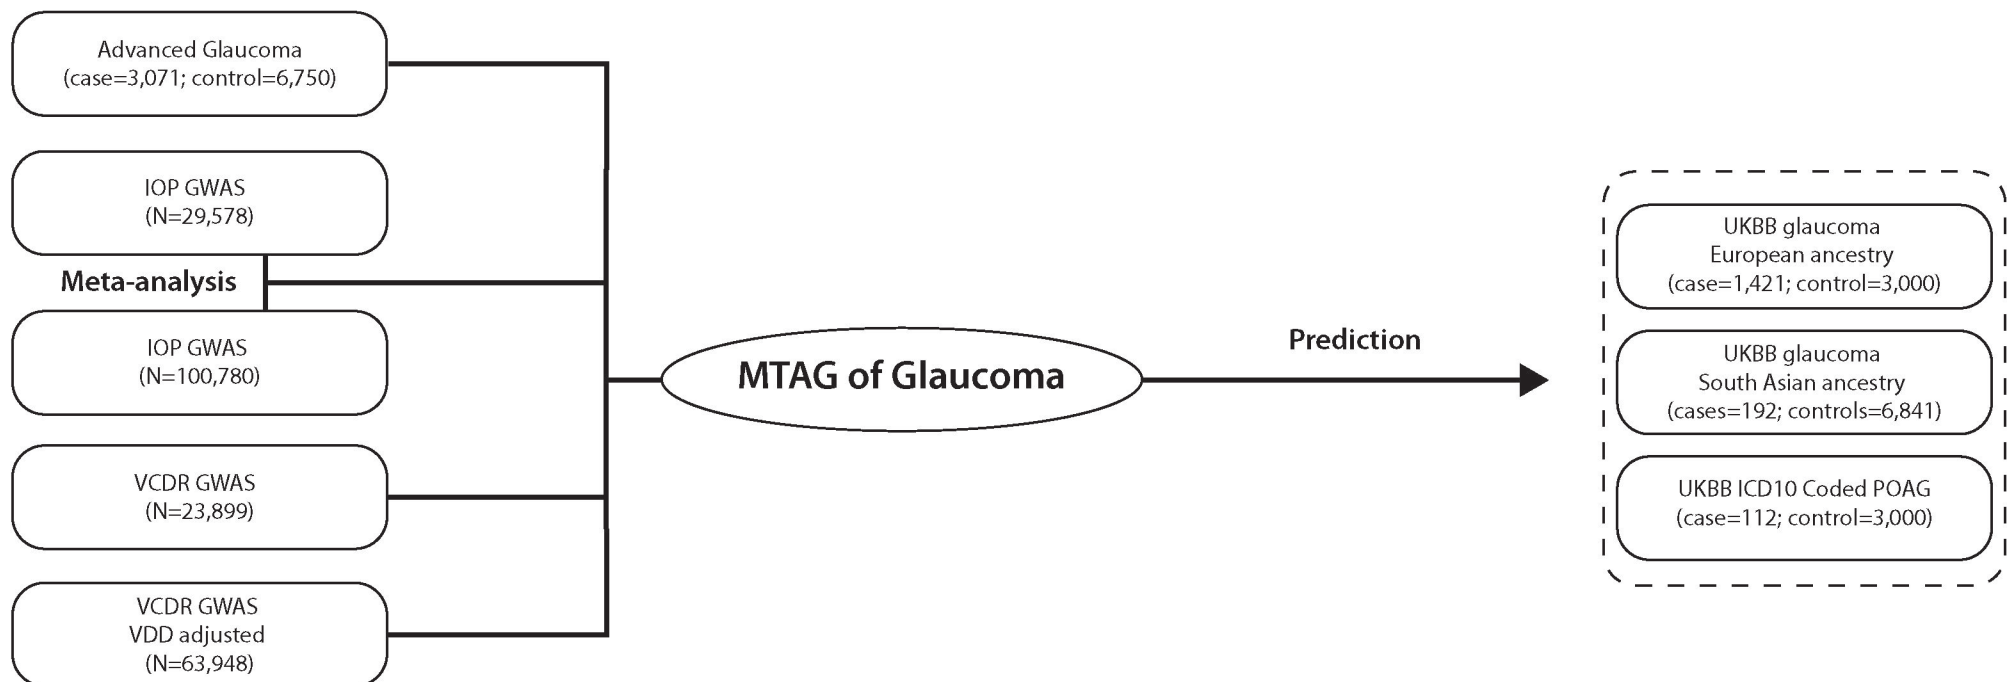 Advanced Glaucoma
(case=3,071; control=6,750)
IOP GWAS
(N=29,578)
Meta-analysis
IOP GWAS
(N=100,780)
VCDR GWAS
(N=23,899)
VCDR GWAS
VDD adjusted
(N=63,948)
MTAG of Glaucoma
Prediction
UKBB glaucoma
European ancestry
(case=1,421; control=3,000)
UKBB glaucoma
South Asian ancestry
(cases=192; controls=6,841)
UKBB ICD10 Coded POAG
(case=112; control=3,000)